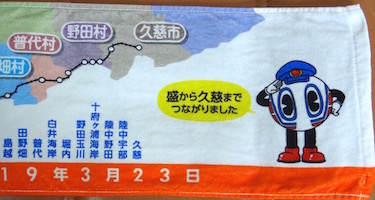 久慈市
野田村
普代村
畑村
盛から久慈まで
つながりました
島越
田野畑
普代
白井海岸
堀内
野田玉川
十府ヶ浦海岸
陸中野田
陸中宇部
久慈
19年3月23日